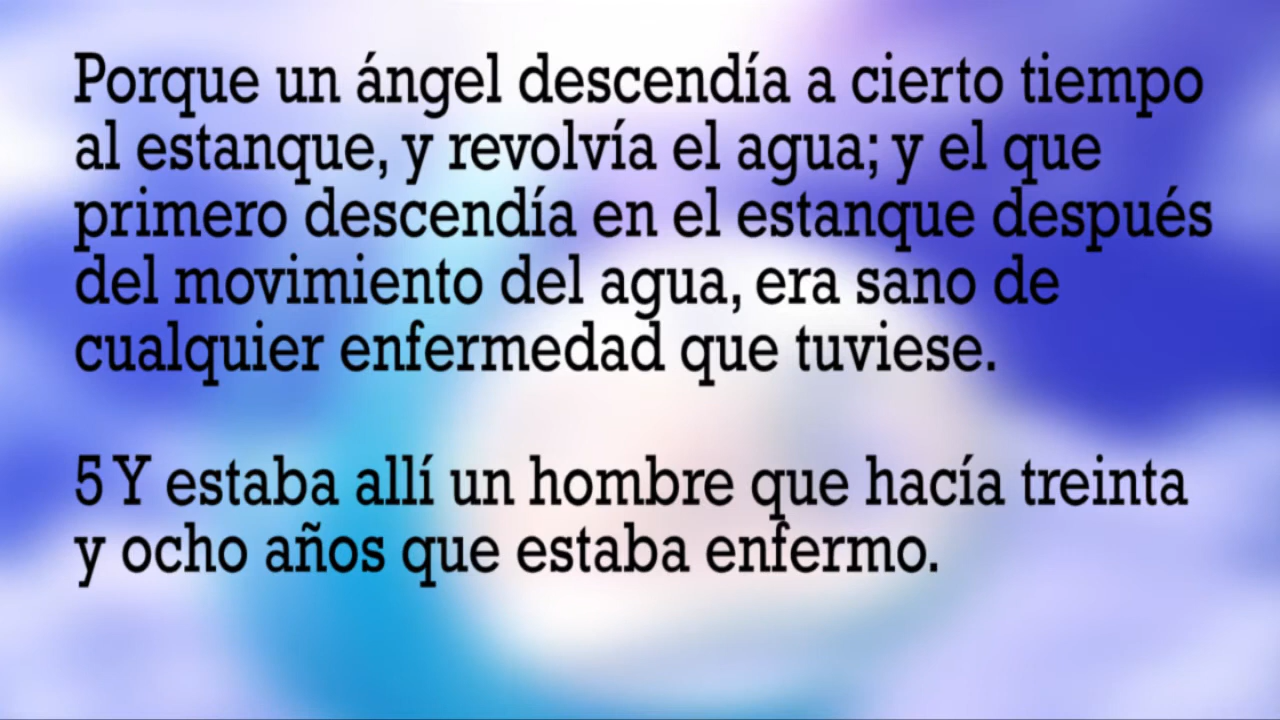 Porque un ángel descendía a cierto tiempo
al estanque, y revolvía el agua; y el que
primero descendía en el estanque después
del movimiento del agua, era sano de
cualquier enfermedad que tuviese.
5 Y estaba allí un hombre que hacía treinta
y ocho años que estaba enfermo.